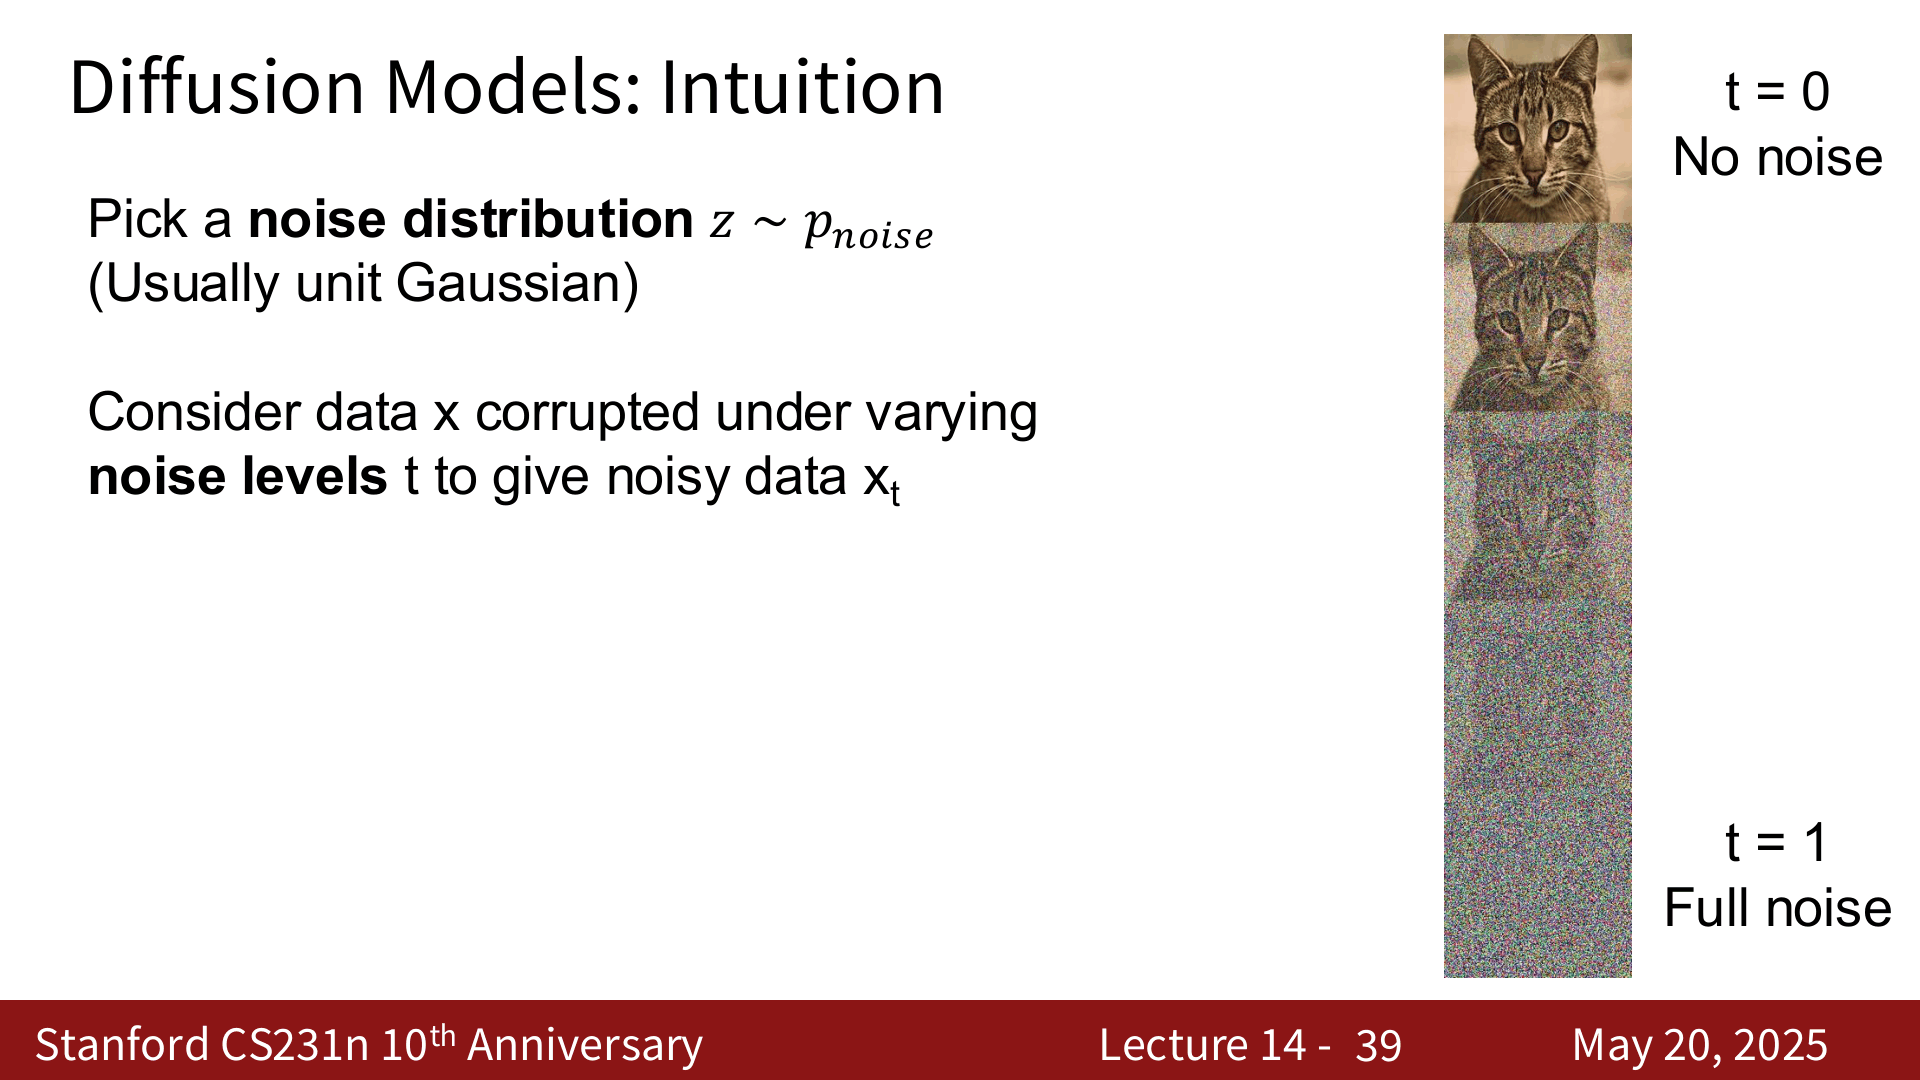 Diffusion Models: Intuition
Pick a noise distribution z ~ p_noise
(Usually unit Gaussian)
Consider data x corrupted under varying
noise levels t to give noisy data x_t
t = 0
No noise
t = 1
Full noise
Stanford CS231n 10th Anniversary
Lecture 14 - 39
May 20, 2025